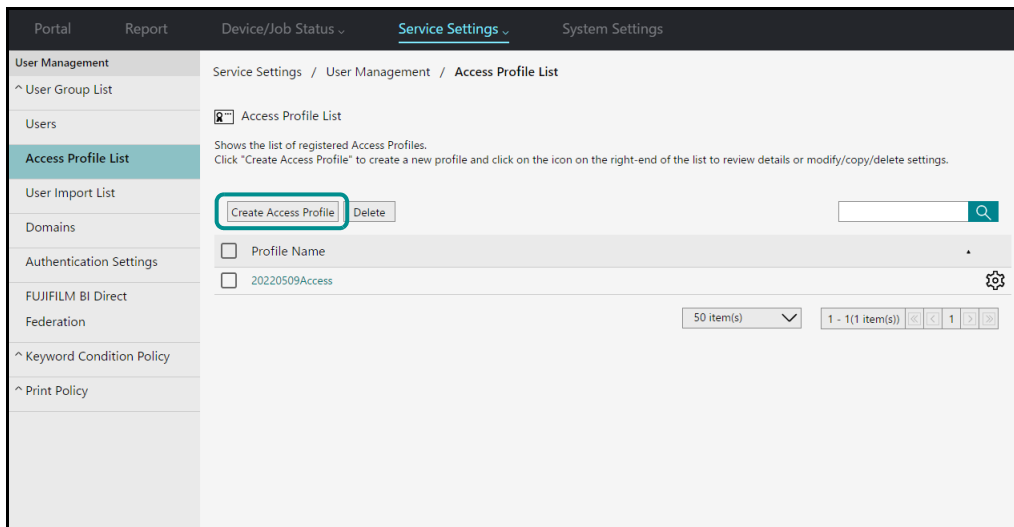 Portal Report Device/Job Status Service Settings System Settings
User Management
User Group List
Users
Access Profile List
User Import List
Domains
Authentication Settings
FUJIFILM BI Direct
Federation
Keyword Condition Policy
Print Policy
Service Settings / User Management / Access Profile List
Access Profile List
Shows the list of registered Access Profiles.
Click "Create Access Profile" to create a new profile and click on the icon on the right-end of the list to review details or modify/copy/delete settings.
Create Access Profile Delete
Profile Name
20220509Access
50 item(s) 1 - 1(1 item(s)) 1